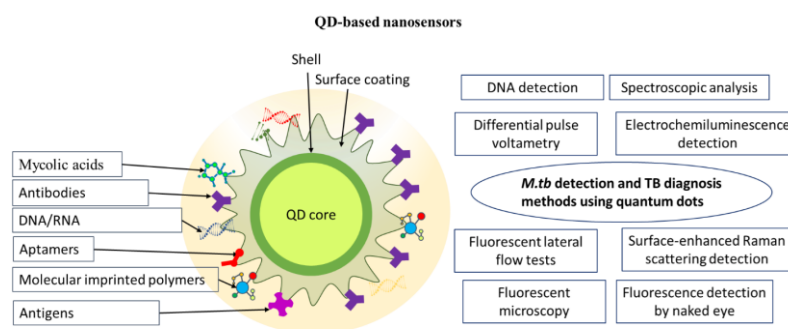 QD-based nanosensors
Shell
Surface coating
Mycolic acids
Antibodies
DNA/RNA
Aptamers
Molecular imprinted polymers
Antigens
QD core
DNA detection
Spectroscopic analysis
Differential pulse
voltametry
Electrochemiluminescence
detection
M.tb detection and TB diagnosis
methods using quantum dots
Fluorescent lateral
flow tests
Surface-enhanced Raman
scattering detection
Fluorescent
microscopy
Fluorescence detection
by naked eye